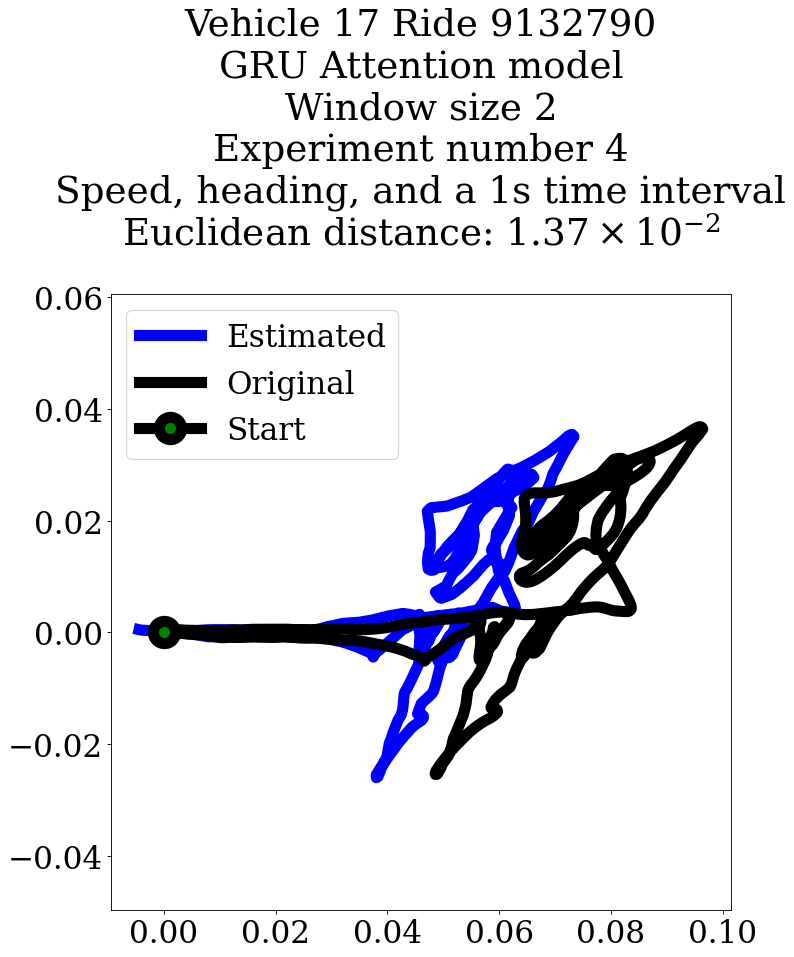 Vehicle 17 Ride 9132790
GRU Attention model
Window size 2
Experiment number 4
Speed, heading, and a 1s time interval
Euclidean distance: 1.37 × 10⁻²
0.06
0.04
0.02
0.00
−0.02
−0.04
Estimated
Original
Start
0.00 0.02 0.04 0.06 0.08 0.10